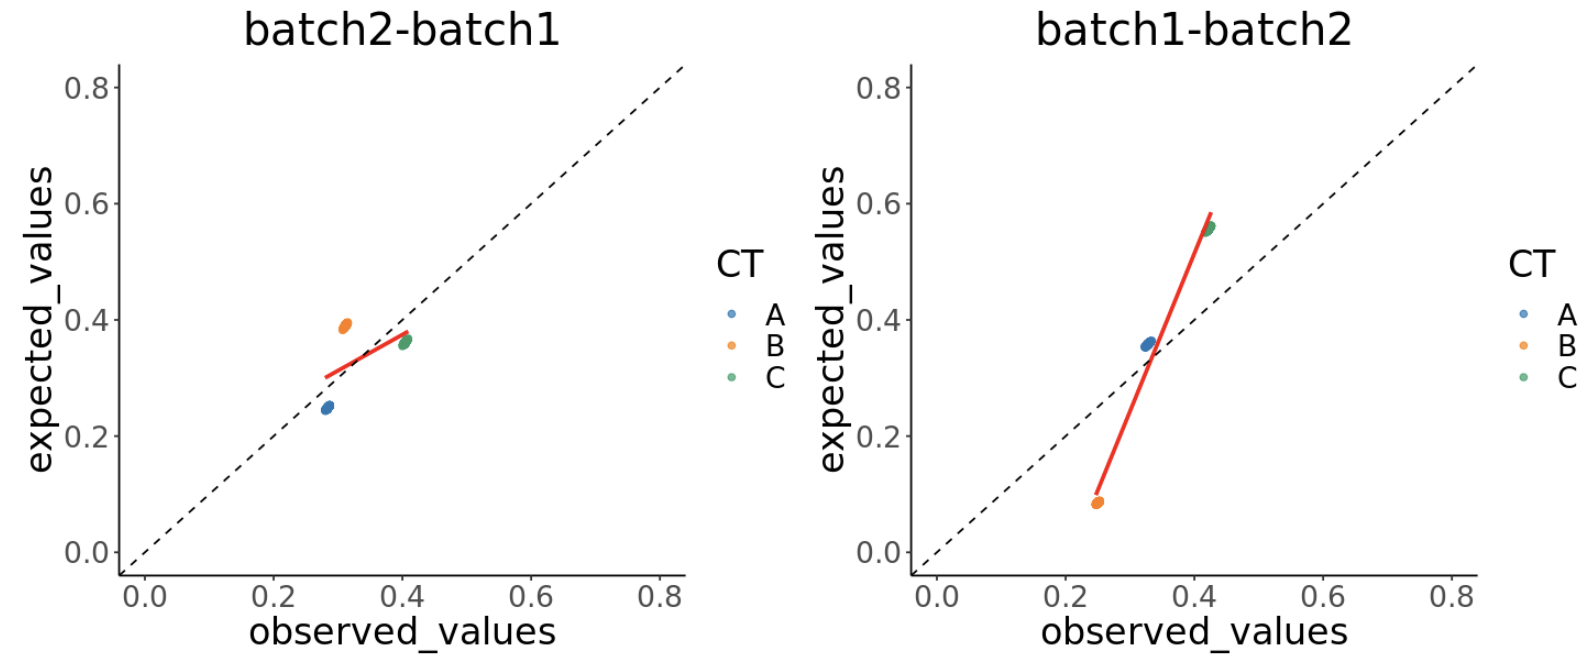 batch2-batch1
expected_values
0.8
0.6
0.4
0.2
0.0
0.0 0.2 0.4 0.6 0.8
observed_values
CT
A
B
C
batch1-batch2
expected_values
0.8
0.6
0.4
0.2
0.0
0.0 0.2 0.4 0.6 0.8
observed_values
CT
A
B
C